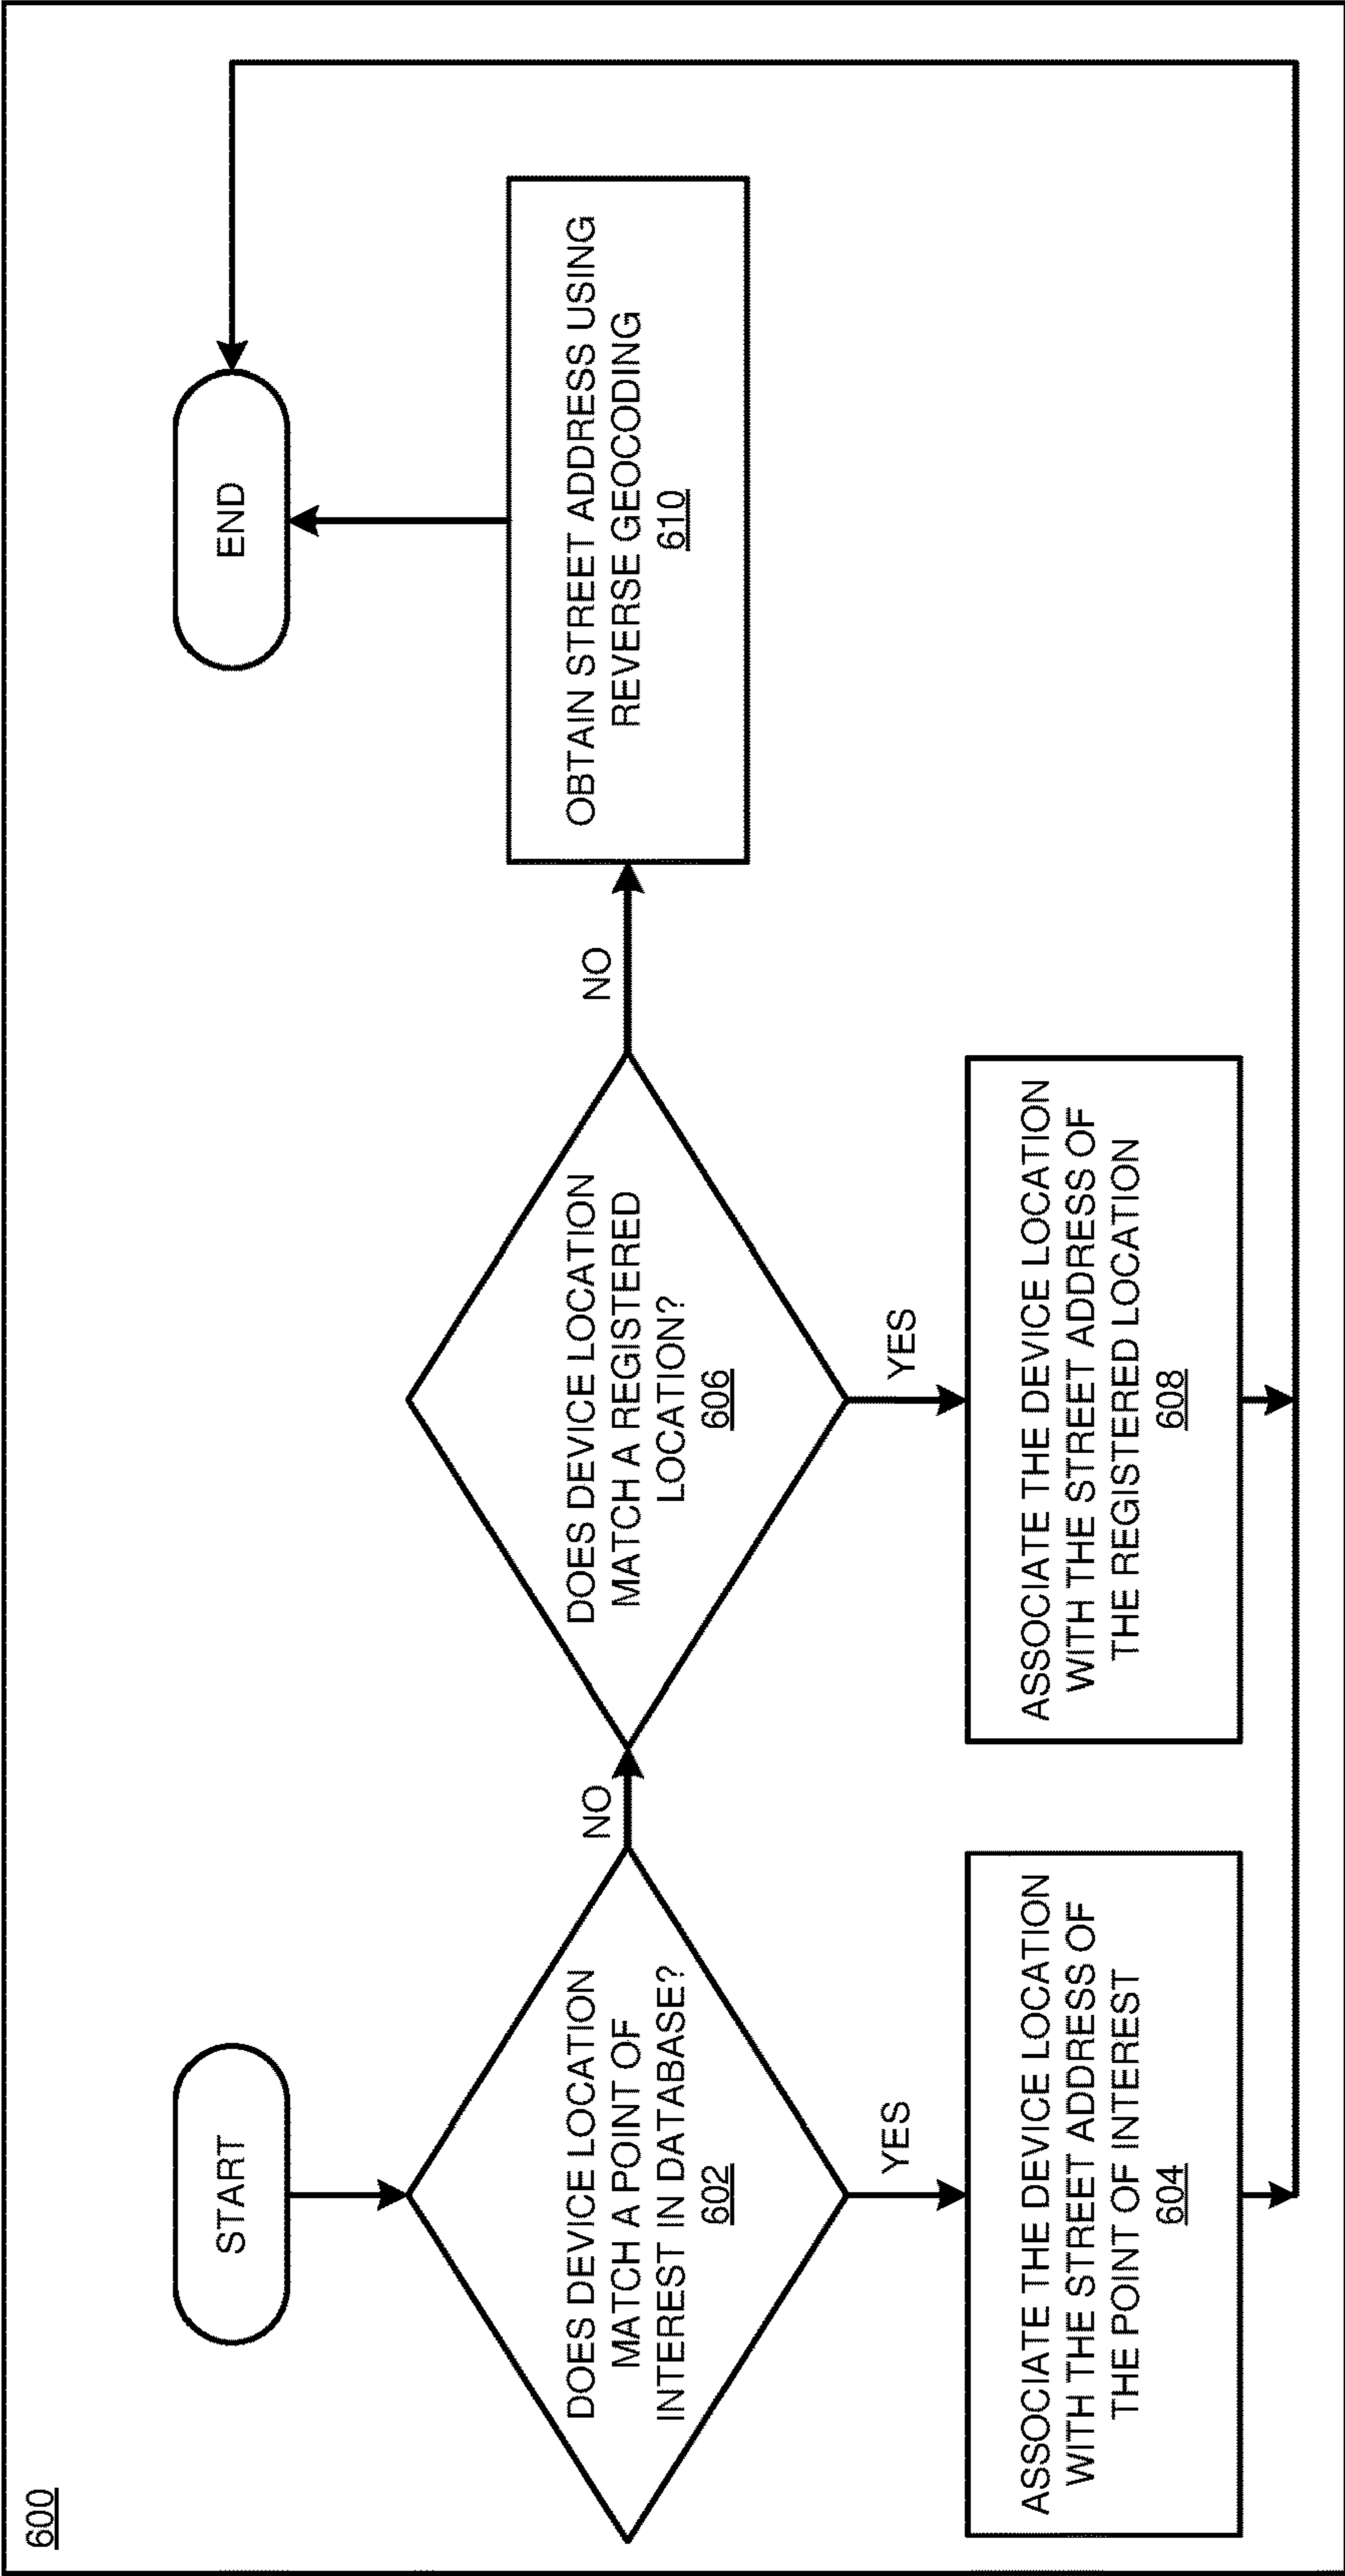 600
START
DOES DEVICE LOCATION
MATCH A POINT OF
INTEREST IN DATABASE?
602
NO
YES
ASSOCIATE THE DEVICE LOCATION
WITH THE STREET ADDRESS OF
THE POINT OF INTEREST
604
DOES DEVICE LOCATION
MATCH A REGISTERED
LOCATION?
606
NO
YES
ASSOCIATE THE DEVICE LOCATION
WITH THE STREET ADDRESS OF
THE REGISTERED LOCATION
608
OBTAIN STREET ADDRESS USING
REVERSE GEOCODING
610
END